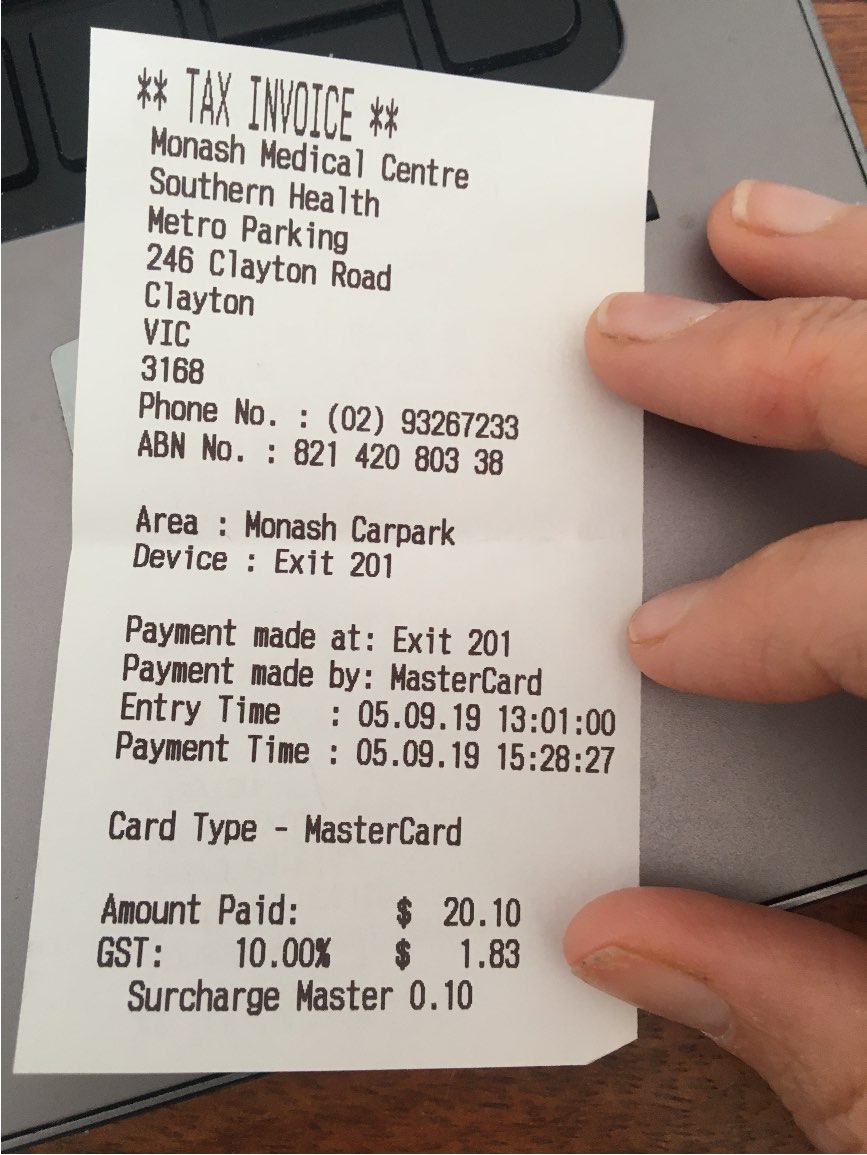 ** TAX INVOICE **
Monash Medical Centre
Southern Health
Metro Parking
246 Clayton Road
Clayton
VIC
3168
Phone No. : (02) 93267233
ABN No. : 821 420 803 38
Area : Monash Carpark
Device : Exit 201
Payment made at: Exit 201
Payment made by: MasterCard
Entry Time : 05.09.19 13:01:00
Payment Time : 05.09.19 15:28:27
Card Type - MasterCard
Amount Paid: $ 20.10
GST: 10.00% $ 1.83
Surcharge Master 0.10